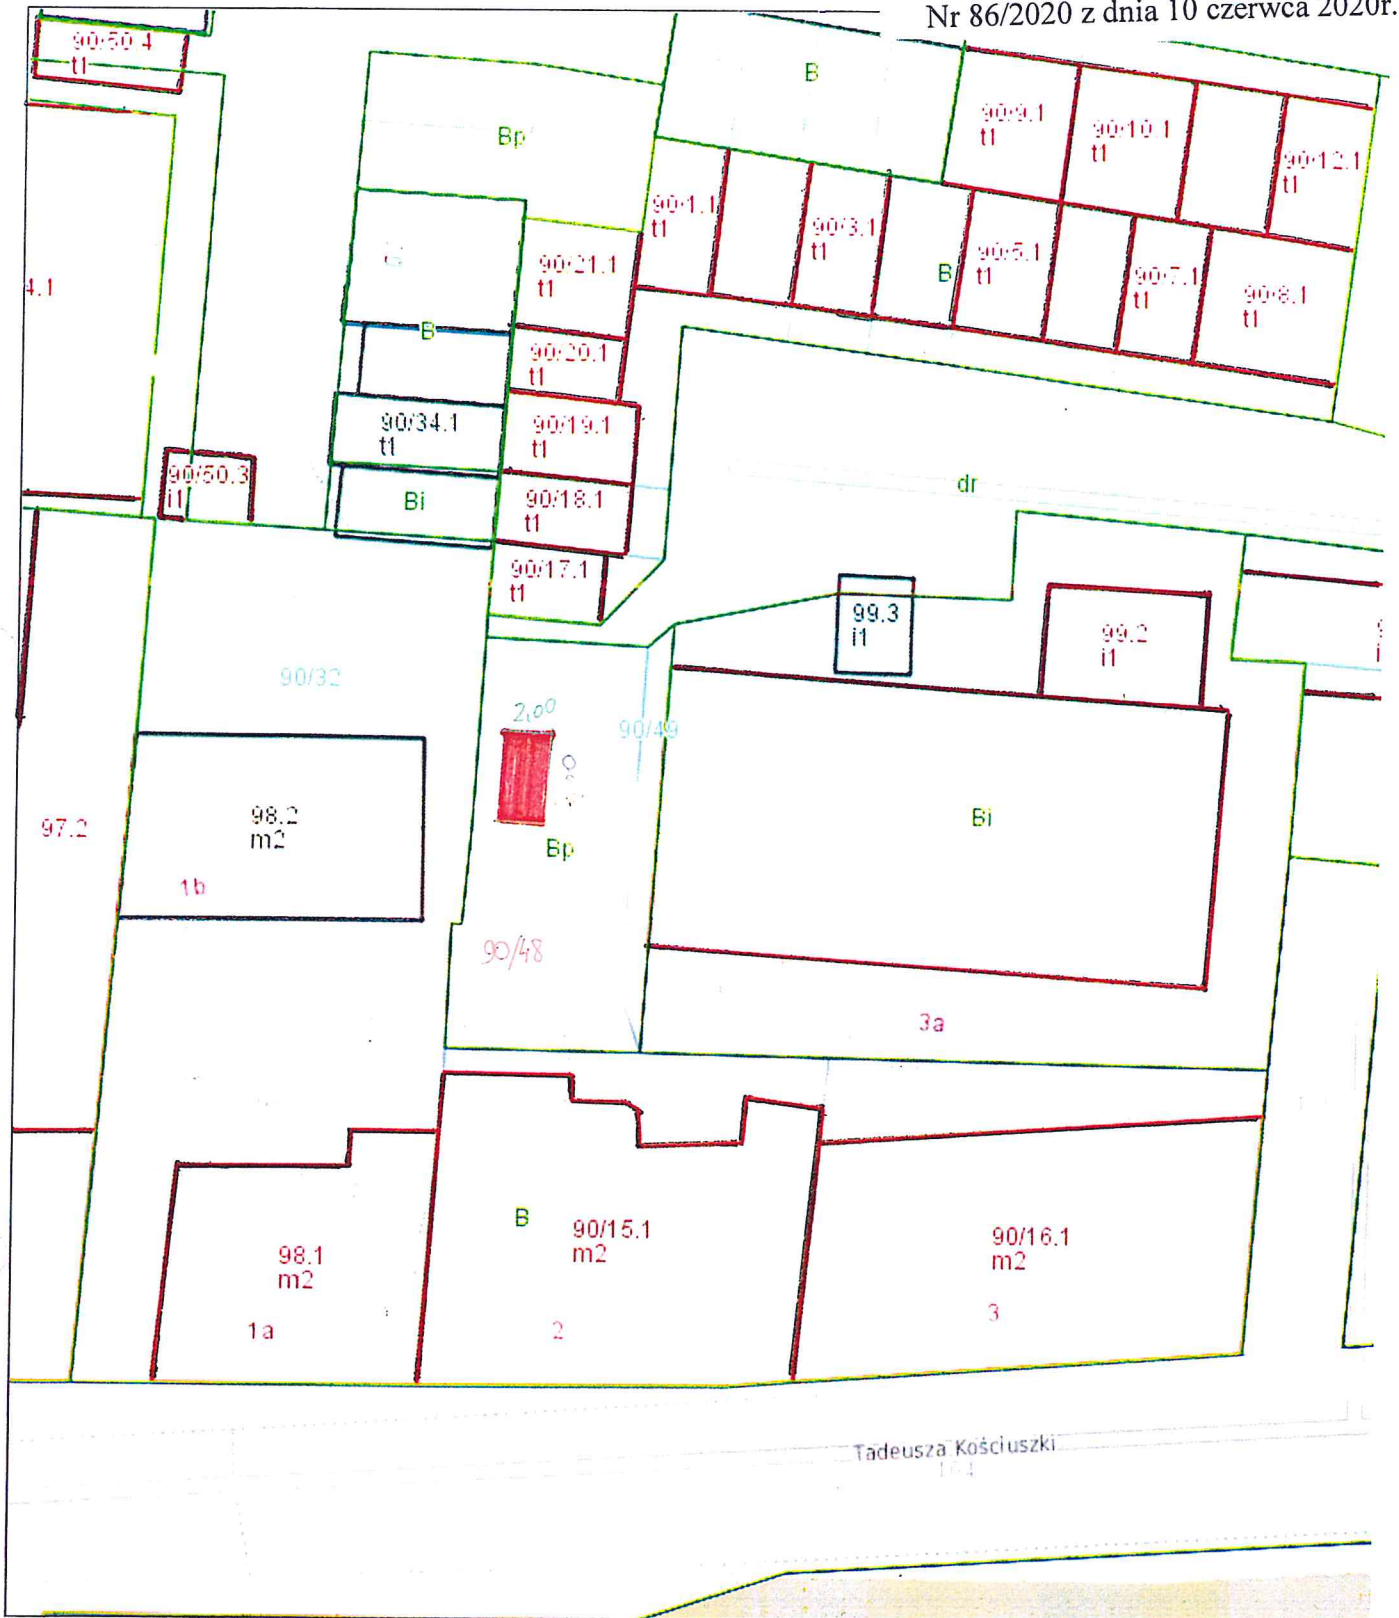 Nr 86/2020 z dnia 10 czerwca 2020r.
90/50.4
t1
B
Bp
90/9.1
t1
90/10.1
t1
90/12.1
t1
90/1.1
t1
90/3.1
t1
B
90/5.1
t1
90/7.1
t1
90/8.1
t1
4.1
90/21.1
t1
B
90/20.1
t1
90/34.1
t1
90/19.1
t1
90/50.3
i1
Bi
90/18.1
t1
dr
90/17.1
t1
99.3
i1
99.2
i1
90/32
2,00
90/49
97.2
98.2
m2
Bi
Bp
1b
90/48
3a
B
90/15.1
m2
90/16.1
m2
98.1
m2
1a
2
3
Tadeusza Kościuszki
164